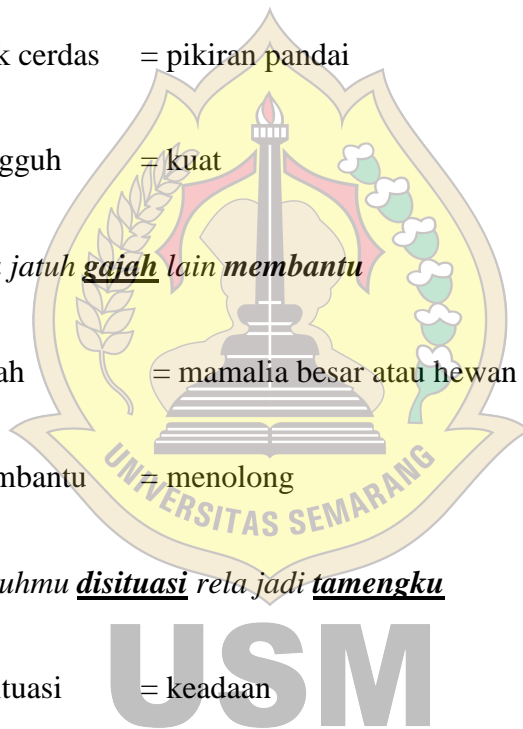 k cerdas = pikiran pandai
gguh = kuat
jatuh gajah lain membantu
ah = mamalia besar atau hewan
mbantu = menolong
UNIVERSITAS SEMARANG
uhmu disituasi rela jadi tamengku
USM
tuasi = keadaan